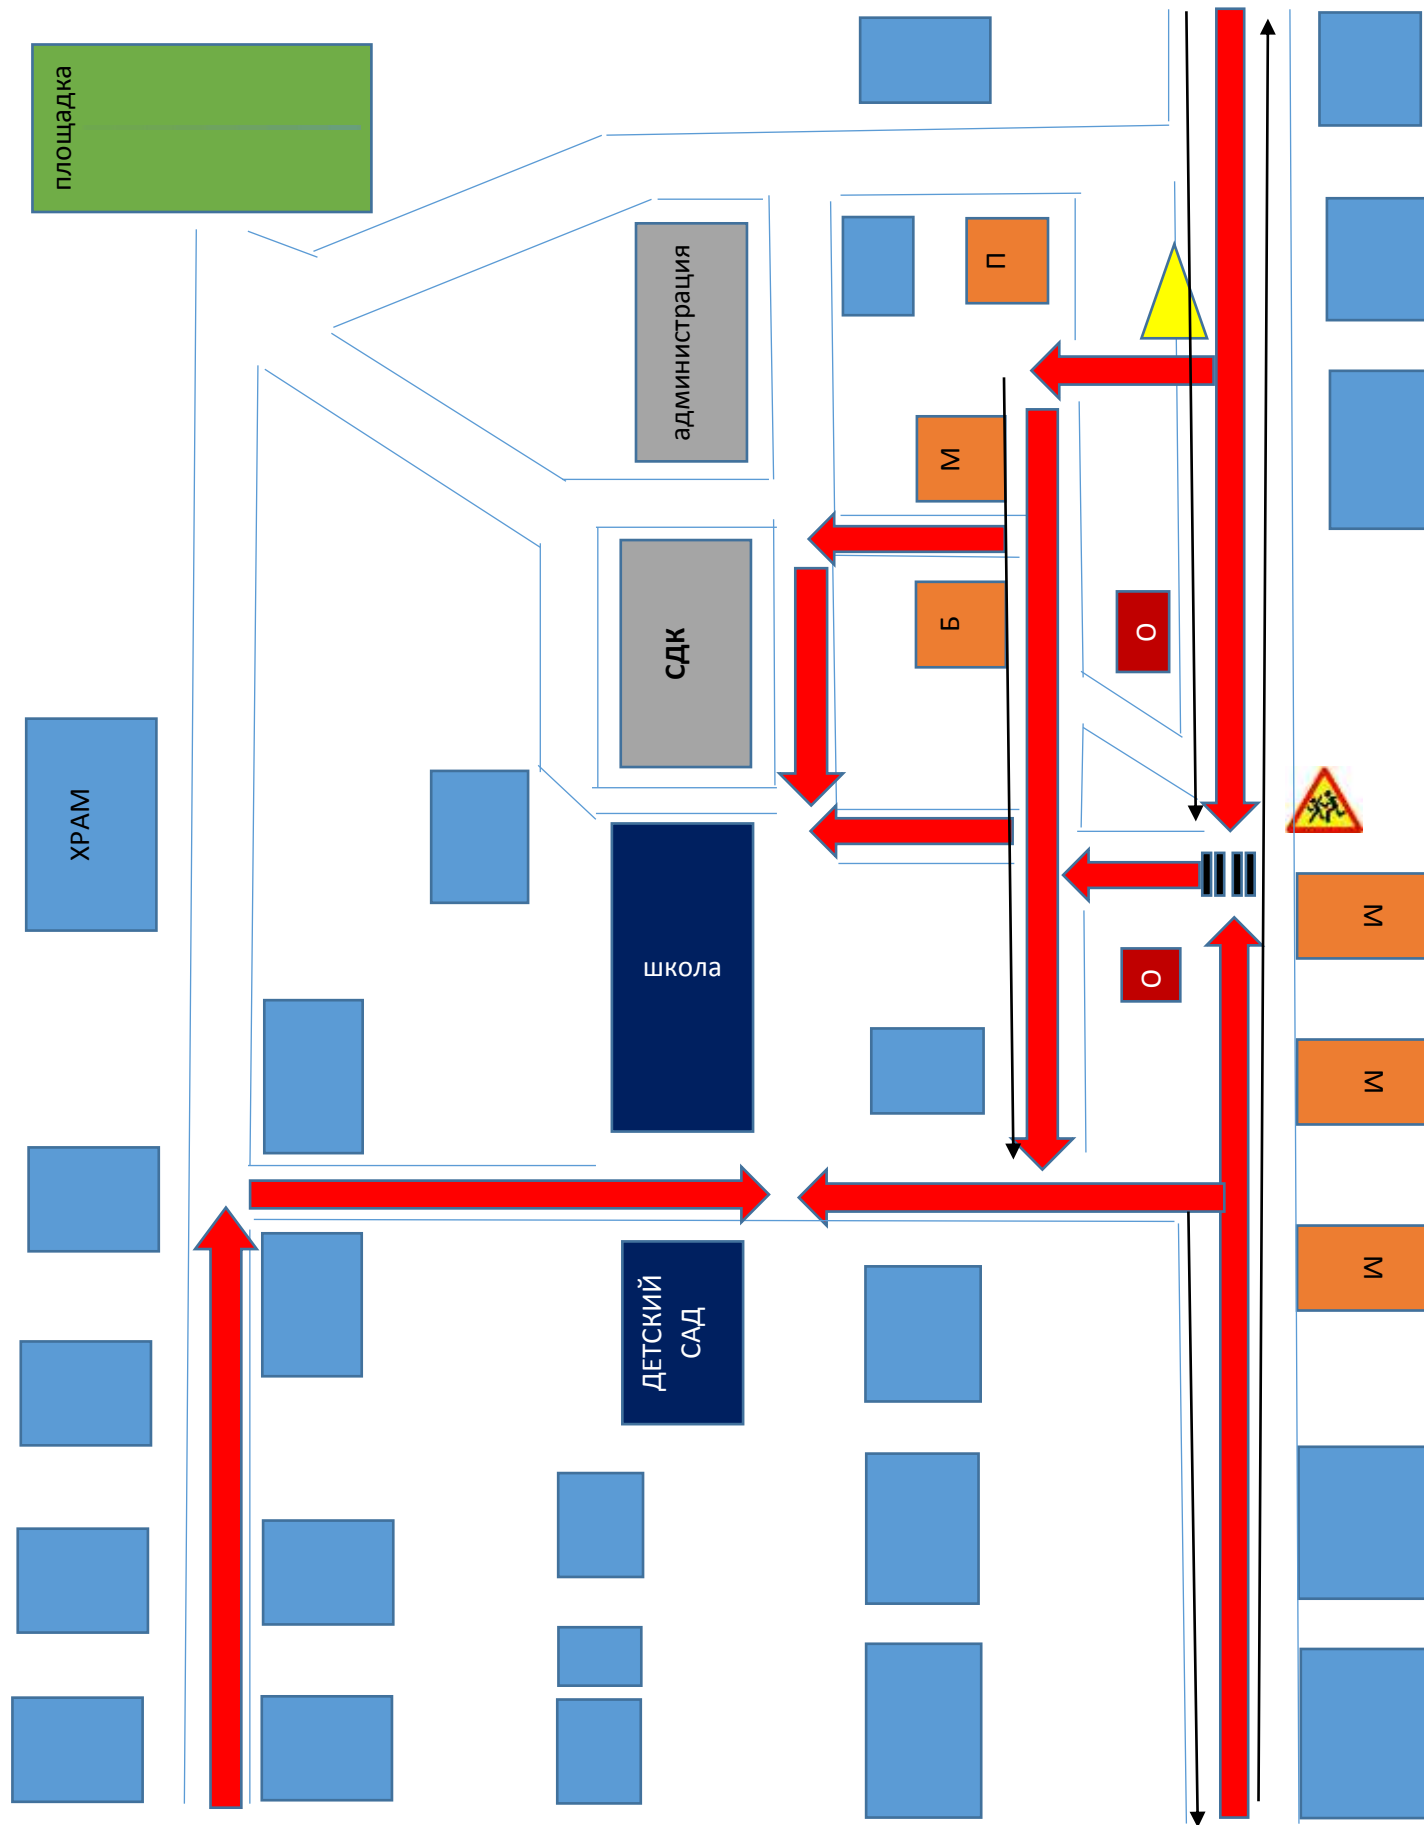 площадка
администрация
П
М
СДК
Б
О
ХРАМ
школа
О
М
М
М
ДЕТСКИЙ
САД